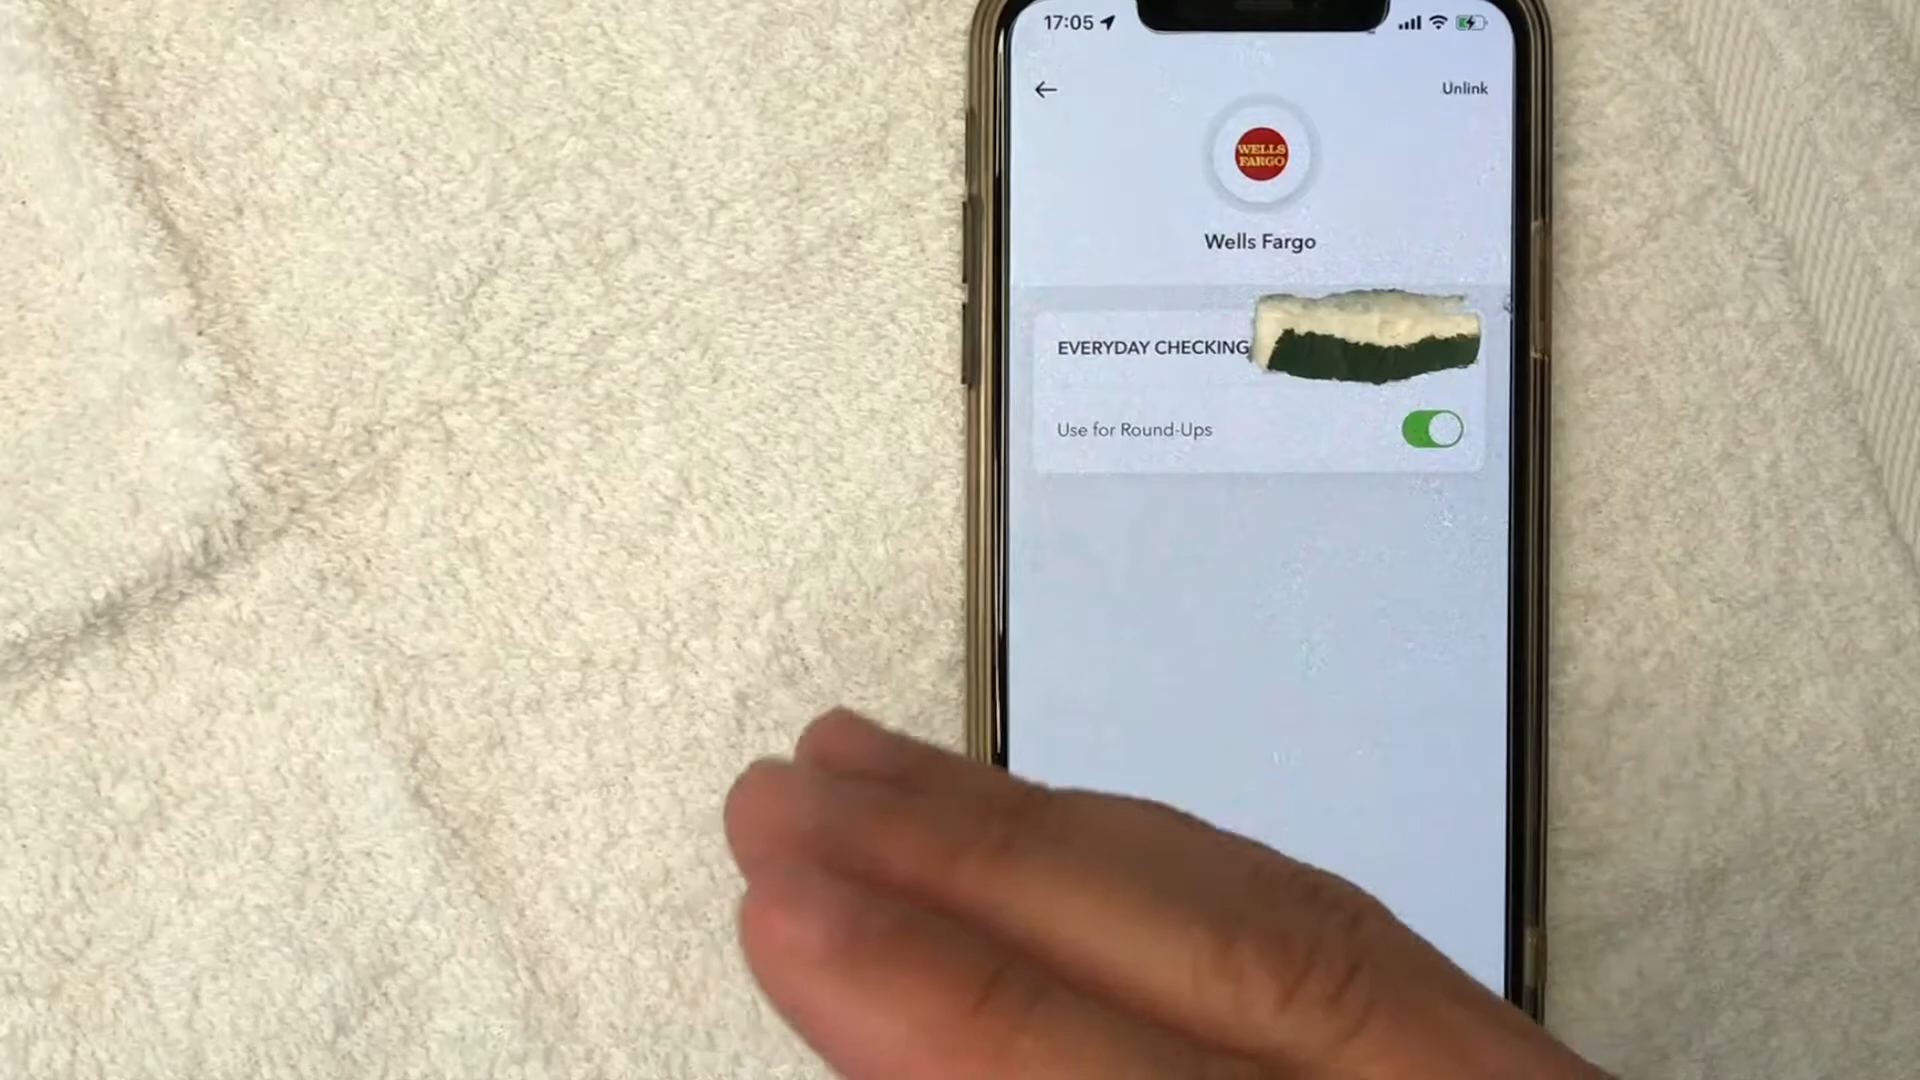 17:05
Unlink
WELLS
FARGO
Wells Fargo
EVERYDAY CHECKING
Use for Round-Ups